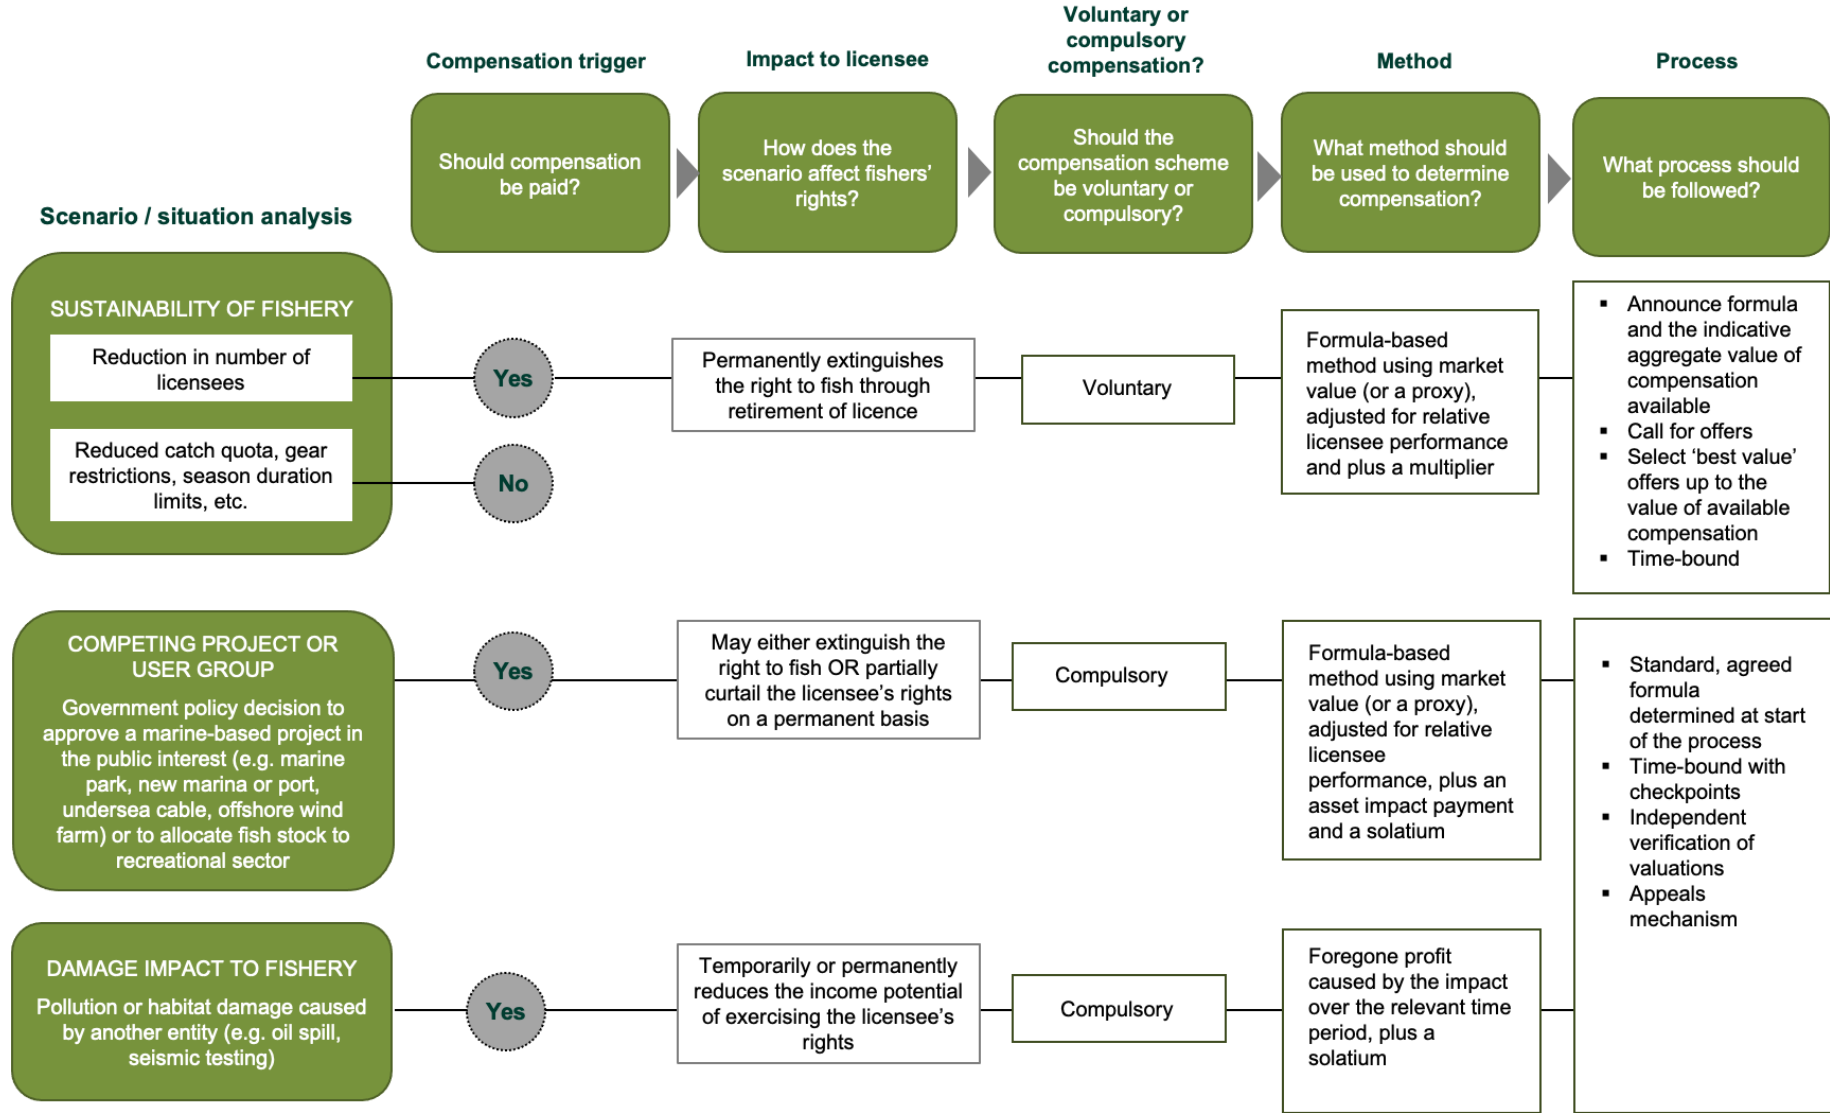 Compensation trigger
Impact to licensee
Voluntary or
compulsory
compensation?
Method
Process
Should compensation
be paid?
How does the
scenario affect fishers'
rights?
Should the
compensation scheme
be voluntary or
compulsory?
What method should
be used to determine
compensation?
What process should
be followed?
Scenario / situation analysis
SUSTAINABILITY OF FISHERY
Reduction in number of
licensees
Yes
Permanently extinguishes
the right to fish through
retirement of licence
Voluntary
Formula-based
method using market
value (or a proxy),
adjusted for relative
licensee performance
and plus a multiplier
▪ Announce formula
and the indicative
aggregate value of
compensation
available
▪ Call for offers
▪ Select 'best value'
offers up to the
value of available
compensation
▪ Time-bound
Reduced catch quota, gear
restrictions, season duration
limits, etc.
No
COMPETING PROJECT OR
USER GROUP
Government policy decision to
approve a marine-based project in
the public interest (e.g. marine
park, new marina or port,
undersea cable, offshore wind
farm) or to allocate fish stock to
recreational sector
Yes
May either extinguish the
right to fish OR partially
curtail the licensee's rights
on a permanent basis
Compulsory
Formula-based
method using market
value (or a proxy),
adjusted for relative
licensee
performance, plus an
asset impact payment
and a solatium
▪ Standard, agreed
formula
determined at start
of the process
▪ Time-bound with
checkpoints
▪ Independent
verification of
valuations
▪ Appeals
mechanism
DAMAGE IMPACT TO FISHERY
Pollution or habitat damage caused
by another entity (e.g. oil spill,
seismic testing)
Yes
Temporarily or permanently
reduces the income potential
of exercising the licensee's
rights
Compulsory
Foregone profit
caused by the impact
over the relevant time
period, plus a
solatium